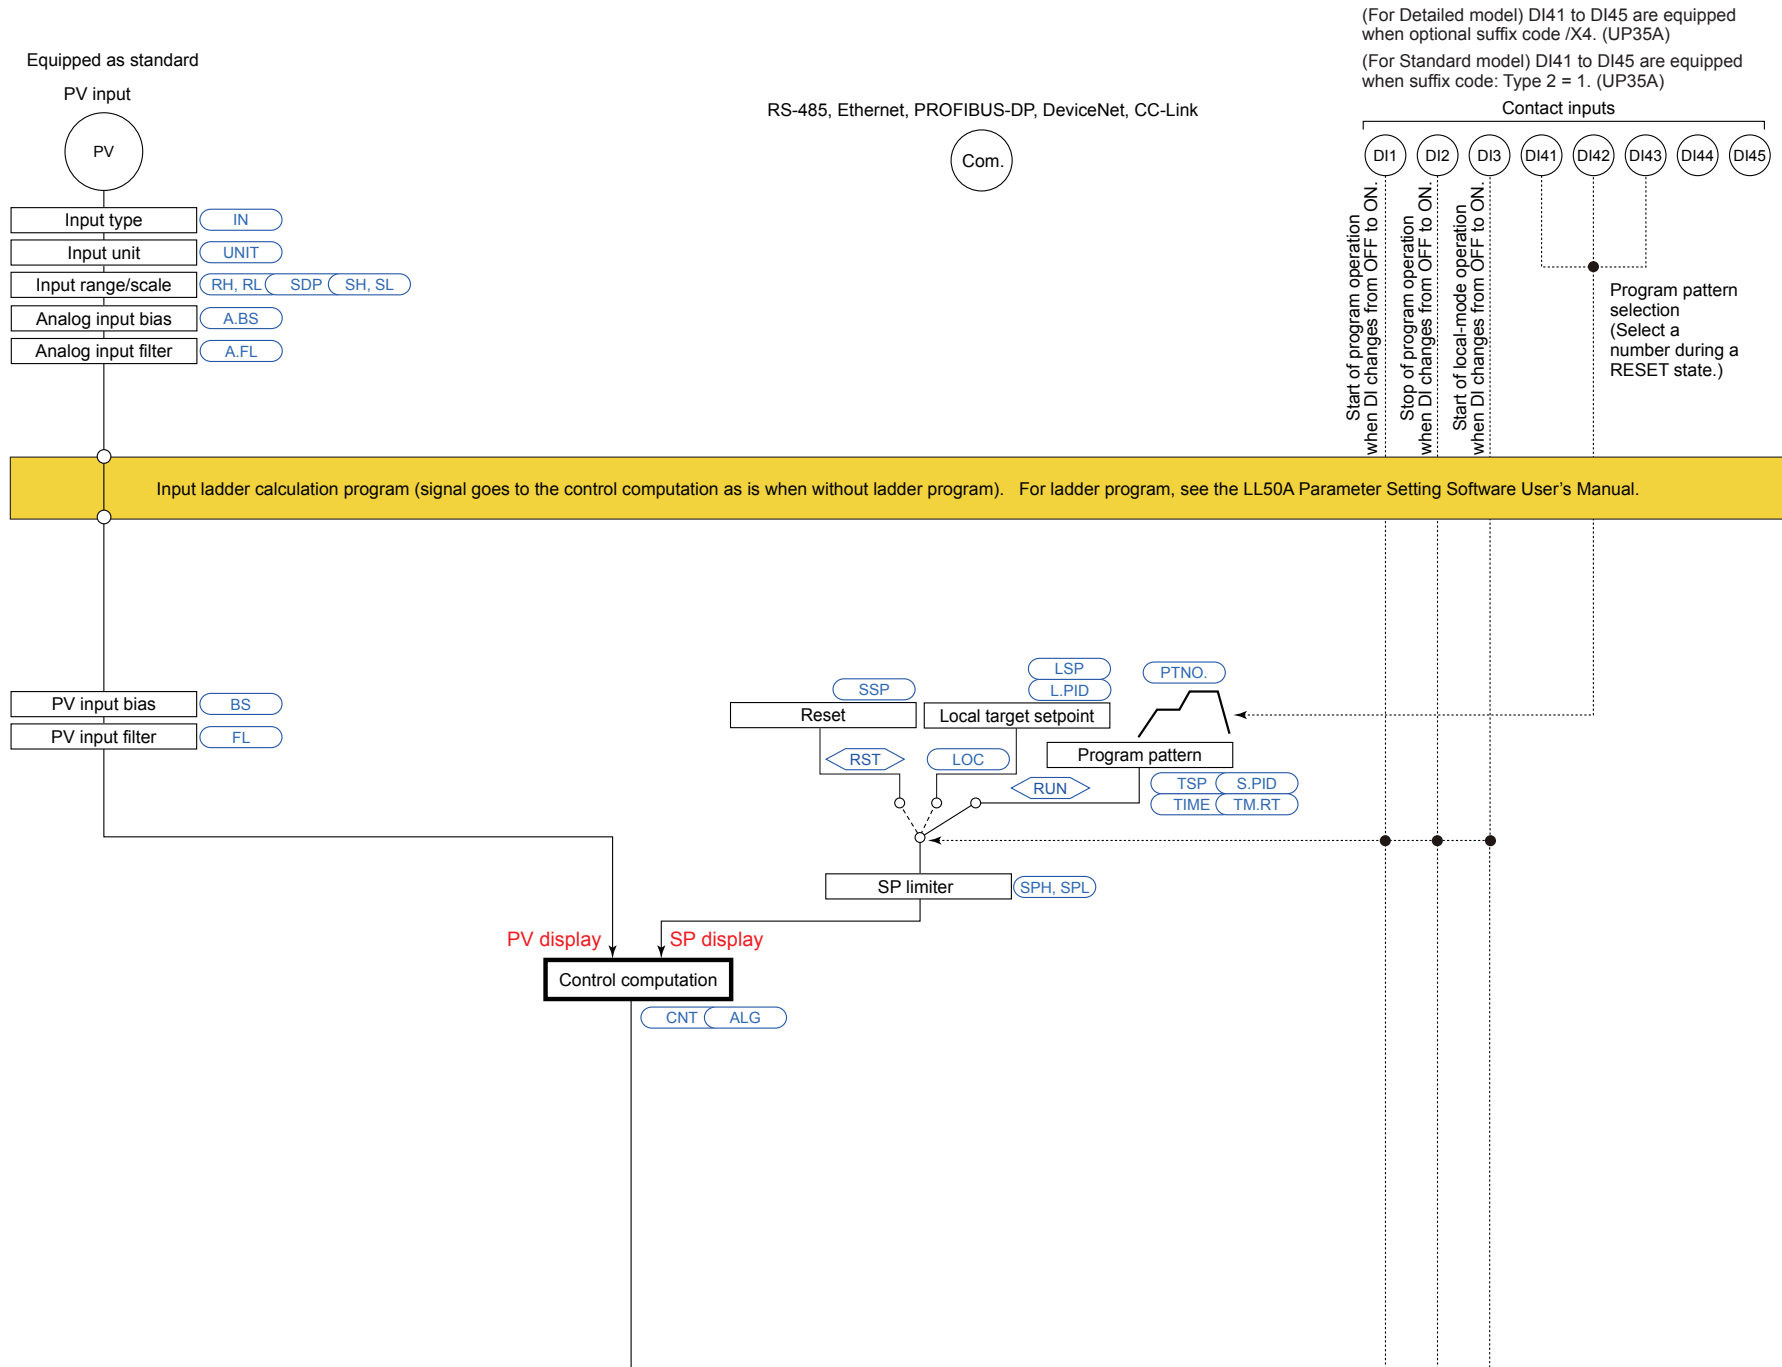 (For Detailed model) DI41 to DI45 are equipped
when optional suffix code /X4. (UP35A)
(For Standard model) DI41 to DI45 are equipped
when suffix code: Type 2 = 1. (UP35A)
Equipped as standard
PV input
RS-485, Ethernet, PROFIBUS-DP, DeviceNet, CC-Link
Contact inputs
PV
Com.
DI1
DI2
DI3
DI41
DI42
DI43
DI44
DI45
Start of program operation
when DI changes from OFF to ON.
Stop of program operation
when DI changes from OFF to ON.
Start of local-mode operation
when DI changes from OFF to ON.
Input type
IN
Input unit
UNIT
Input range/scale
RH, RL
SDP
SH, SL
Analog input bias
A.BS
Analog input filter
A.FL
Program pattern
selection
(Select a
number during a
RESET state.)
Input ladder calculation program (signal goes to the control computation as is when without ladder program).   For ladder program, see the LL50A Parameter Setting Software User’s Manual.
PV input bias
BS
PV input filter
FL
SSP
LSP
L.PID
PTNO.
Reset
Local target setpoint
Program pattern
RST
LOC
RUN
TSP
S.PID
TIME
TM.RT
SP limiter
SPH, SPL
PV display
SP display
Control computation
CNT
ALG